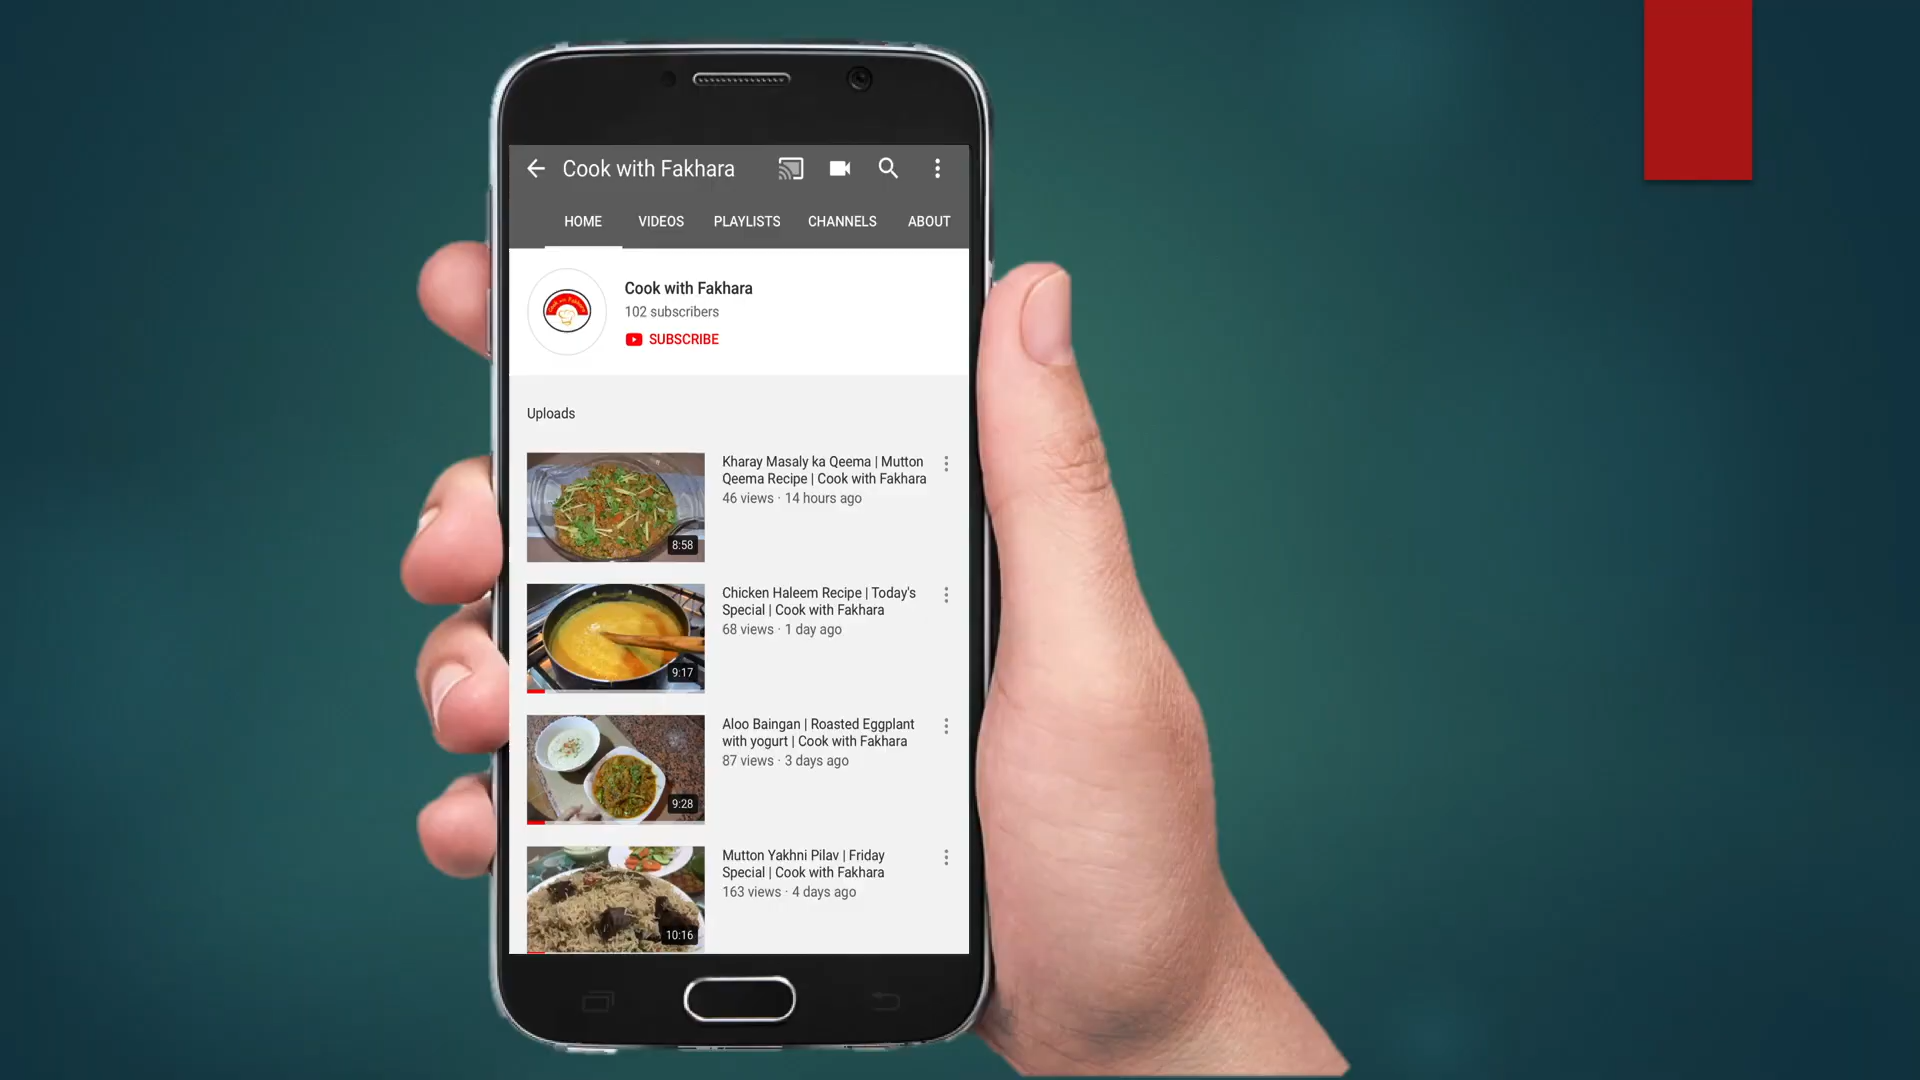 Cook with Fakhara
HOME VIDEOS PLAYLISTS CHANNELS ABOUT
Cook with Fakhara
102 subscribers
SUBSCRIBE
Uploads
Kharay Masaly ka Qeema | Mutton
Qeema Recipe | Cook with Fakhara
46 views · 14 hours ago
8:58
Chicken Haleem Recipe | Today's
Special | Cook with Fakhara
68 views · 1 day ago
9:17
Aloo Baingan | Roasted Eggplant
with yogurt | Cook with Fakhara
87 views · 3 days ago
9:28
Mutton Yakhni Pilav | Friday
Special | Cook with Fakhara
163 views · 4 days ago
10:16